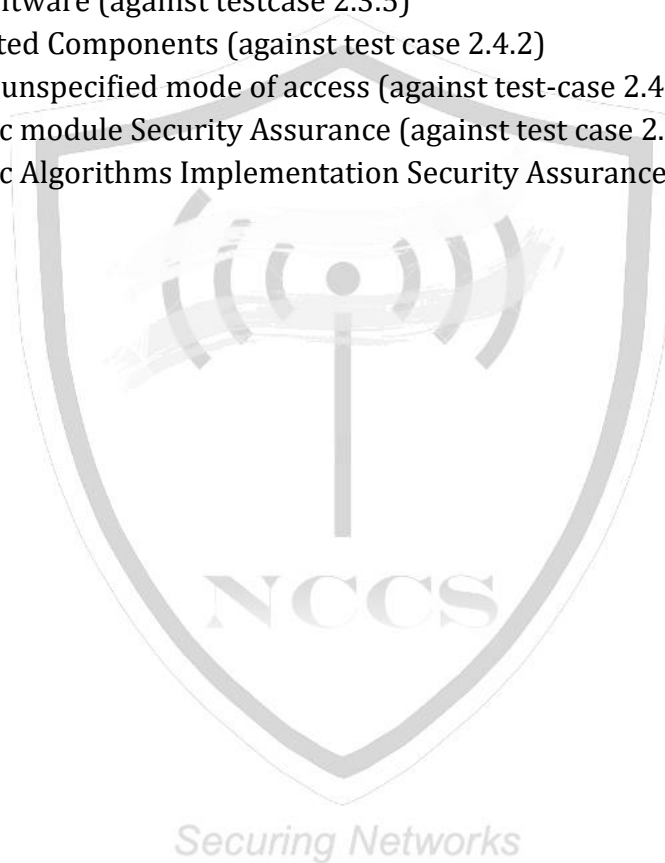 ftware (against testcase 2.3.5)
ted Components (against test case 2.4.2)
unspecified mode of access (against test-case 2.4
c module Security Assurance (against test case 2.
c Algorithms Implementation Security Assurance
NCCS
Securing Networks